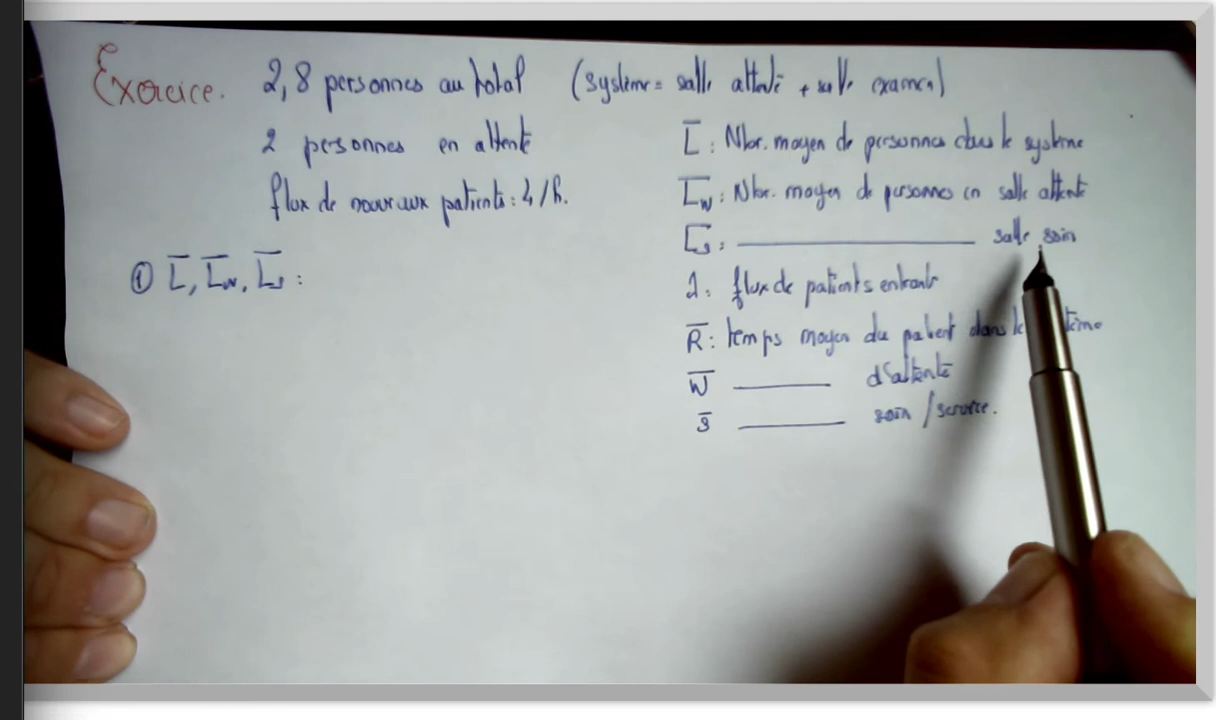 Exercice. 2,8 personnes au total (système = salle attente + salle examen)
2 personnes en attente
flux de nouveaux patients : 4/h.
① L̅, L̅w, L̅s :
L̅ : Nbr. moyen de personnes dans le système
L̅w : Nbr. moyen de personnes en salle attente
L̅s : 
salle soin
λ : flux de patients entrants
R̅ : temps moyen du patient dans le
W̅
d'attente
S̅
soin / service.